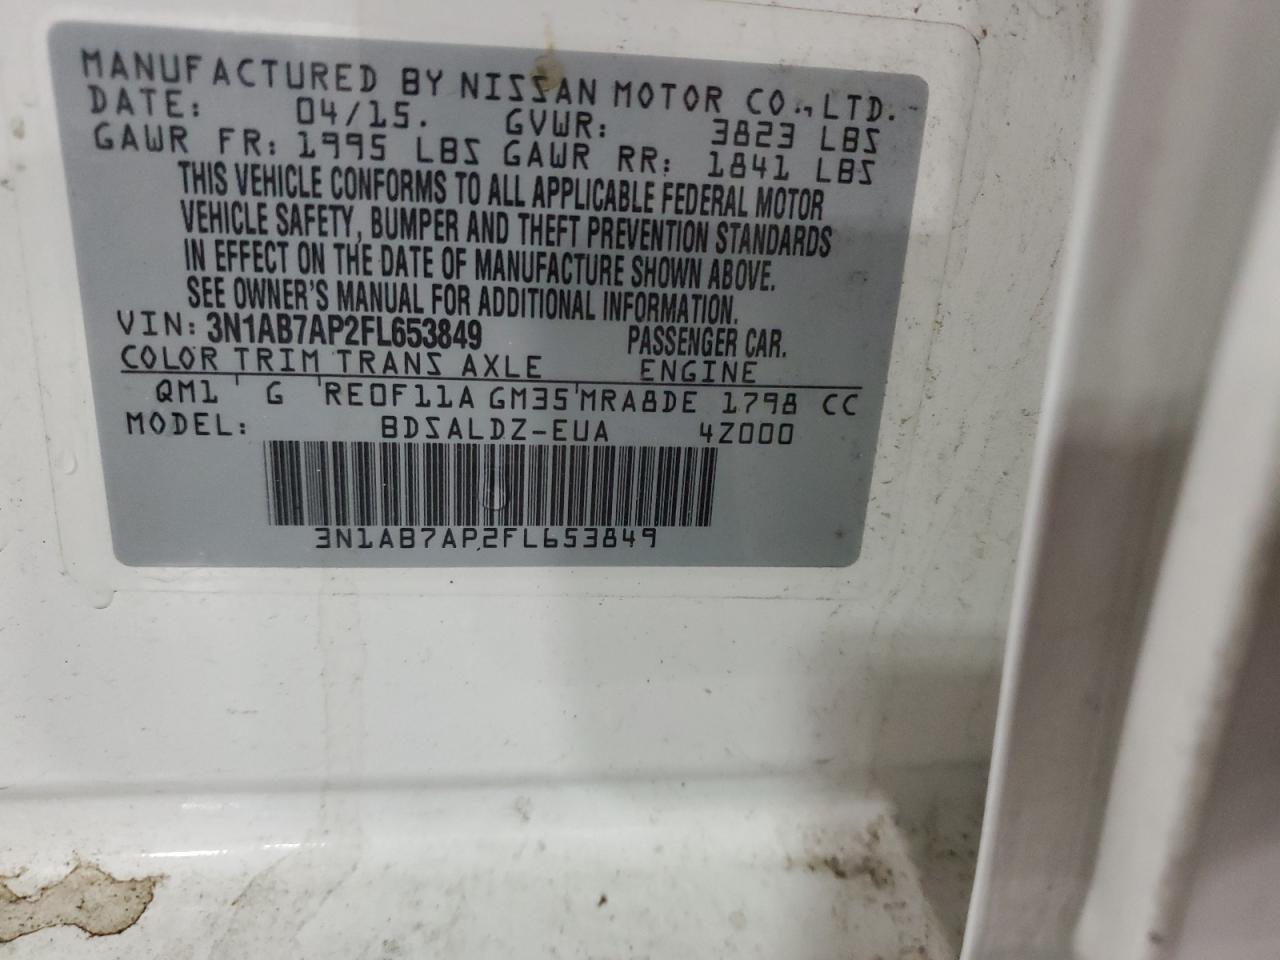 MANUFACTURED BY NISSAN MOTOR CO., LTD.
DATE: 04/15. GVWR: 3823 LBS
GAWR FR: 1995 LBS GAWR RR: 1841 LBS
THIS VEHICLE CONFORMS TO ALL APPLICABLE FEDERAL MOTOR
VEHICLE SAFETY, BUMPER AND THEFT PREVENTION STANDARDS
IN EFFECT ON THE DATE OF MANUFACTURE SHOWN ABOVE.
SEE OWNER'S MANUAL FOR ADDITIONAL INFORMATION.
VIN: 3N1AB7AP2FL653849 PASSENGER CAR.
COLOR TRIM TRANS AXLE ENGINE
QM1 ' G ' RE0F11A GM35 ' MRA8DE 1798 CC
MODEL: BDSALDZ-EUA 4Z000
3N1AB7AP2FL653849